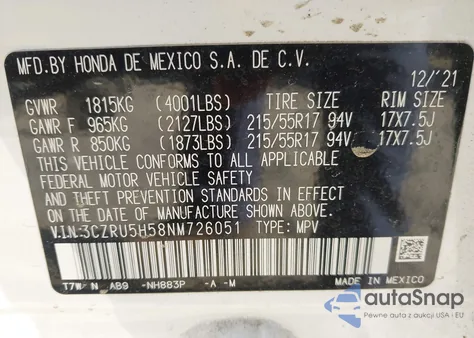 MFD.BY HONDA DE MEXICO S.A. DE C.V.
12/'21
GVWR 1815KG (4001LBS) TIRE SIZE RIM SIZE
GAWR F 965KG (2127LBS) 215/55R17 94V 17X7.5J
GAWR R 850KG (1873LBS) 215/55R17 94V 17X7.5J
THIS VEHICLE CONFORMS TO ALL APPLICABLE
FEDERAL MOTOR VEHICLE SAFETY
AND THEFT PREVENTION STANDARDS IN EFFECT
ON THE DATE OF MANUFACTURE SHOWN ABOVE.
V.I.N:3CZRU5H58NM726051 TYPE: MPV
T7W N AB9 -NH883P -A -M
MADE IN MEXICO
autoSnap
Pewne auta z aukcji USA - EU